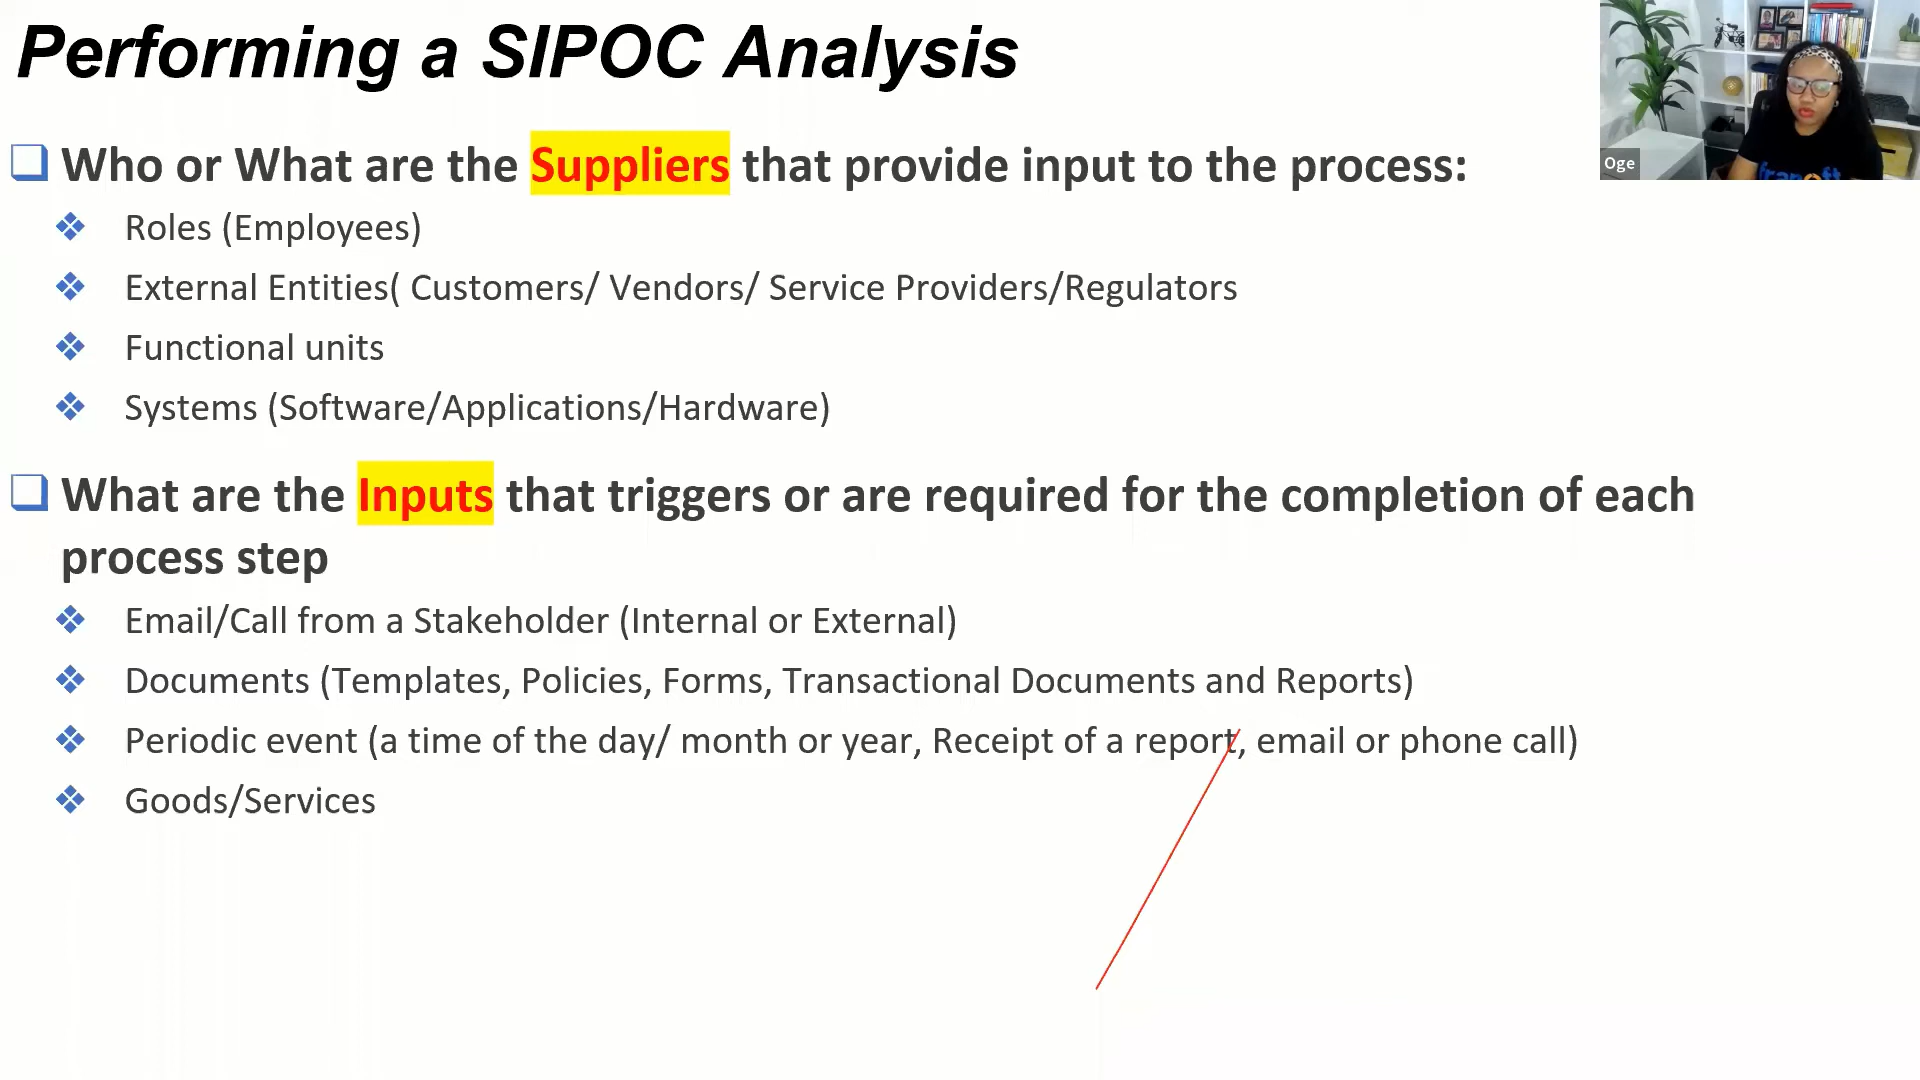 Performing a SIPOC Analysis
Who or What are the Suppliers that provide input to the process:
Roles (Employees)
External Entities( Customers/ Vendors/ Service Providers/Regulators
Functional units
Systems (Software/Applications/Hardware)
What are the Inputs that triggers or are required for the completion of each
process step
Email/Call from a Stakeholder (Internal or External)
Documents (Templates, Policies, Forms, Transactional Documents and Reports)
Periodic event (a time of the day/ month or year, Receipt of a report, email or phone call)
Goods/Services
Oge